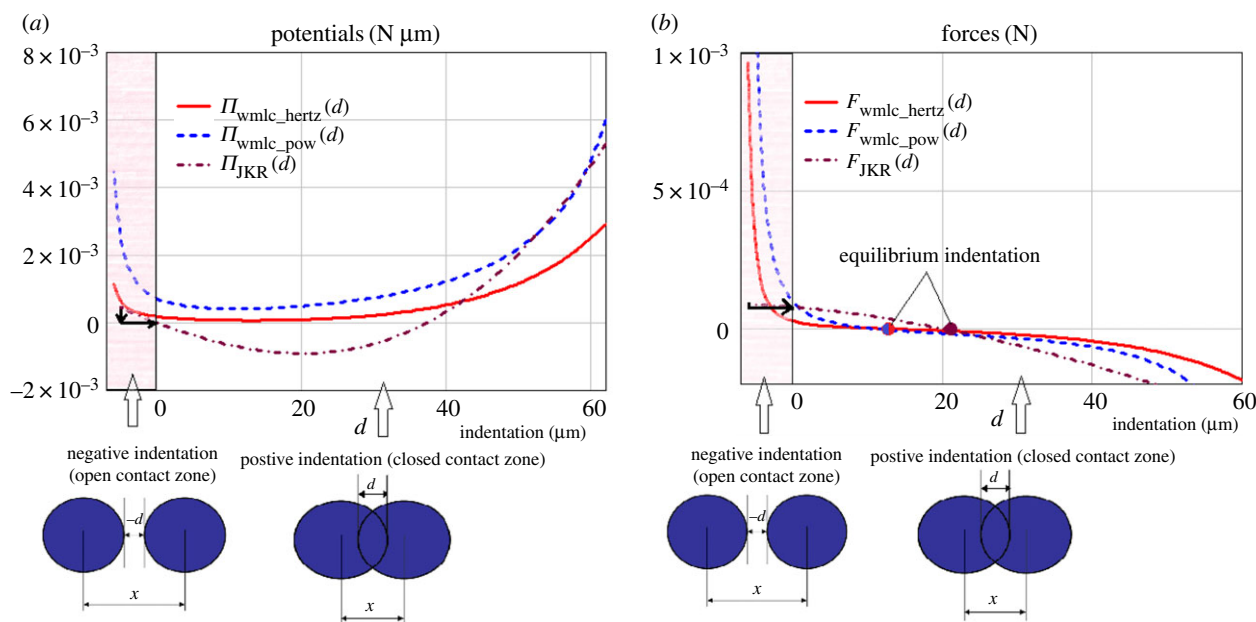 (a)
potentials (N µm)
8 × 10⁻³
6 × 10⁻³
4 × 10⁻³
2 × 10⁻³
0
−2 × 10⁻³
Π_wmlc_hertz (d)
Π_wmlc_pow (d)
Π_JKR (d)
0 20 40 60
d indentation (µm)
negative indentation
(open contact zone)
postive indentation (closed contact zone)
−d
d
x
x
(b)
forces (N)
1 × 10⁻³
5 × 10⁻⁴
0
F_wmlc_hertz (d)
F_wmlc_pow (d)
F_JKR (d)
equilibrium indentation
0 20 40 60
d indentation (µm)
negative indentation
(open contact zone)
postive indentation (closed contact zone)
−d
d
x
x